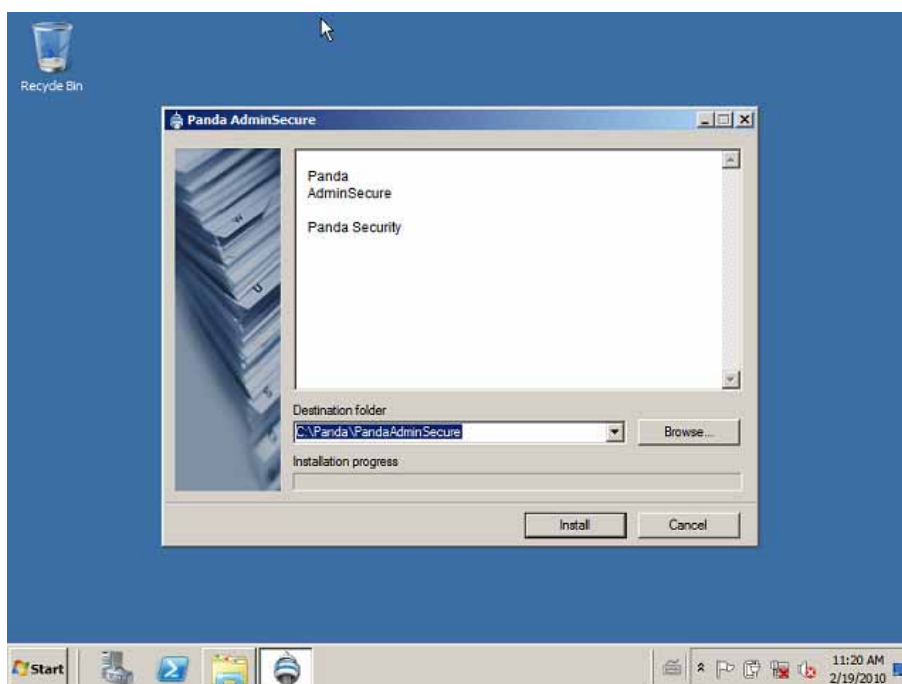 Recycle Bin
Panda AdminSecure
Panda
AdminSecure
Panda Security
W
U
S
Destination folder
C:\Panda\PandaAdminSecure
Browse...
Installation progress
Install
Cancel
Start
11:20 AM
2/19/2010